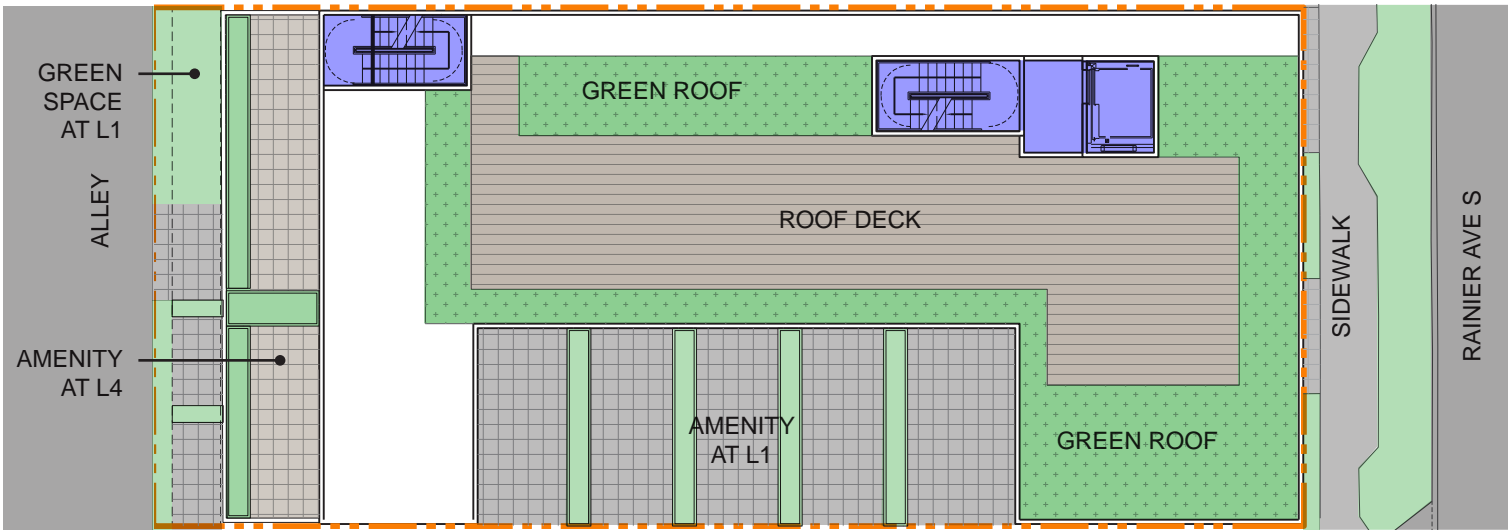 GREEN
SPACE
AT L1
ALLEY
AMENITY
AT L4
GREEN ROOF
ROOF DECK
AMENITY
AT L1
GREEN ROOF
SIDEWALK
RAINIER AVE S